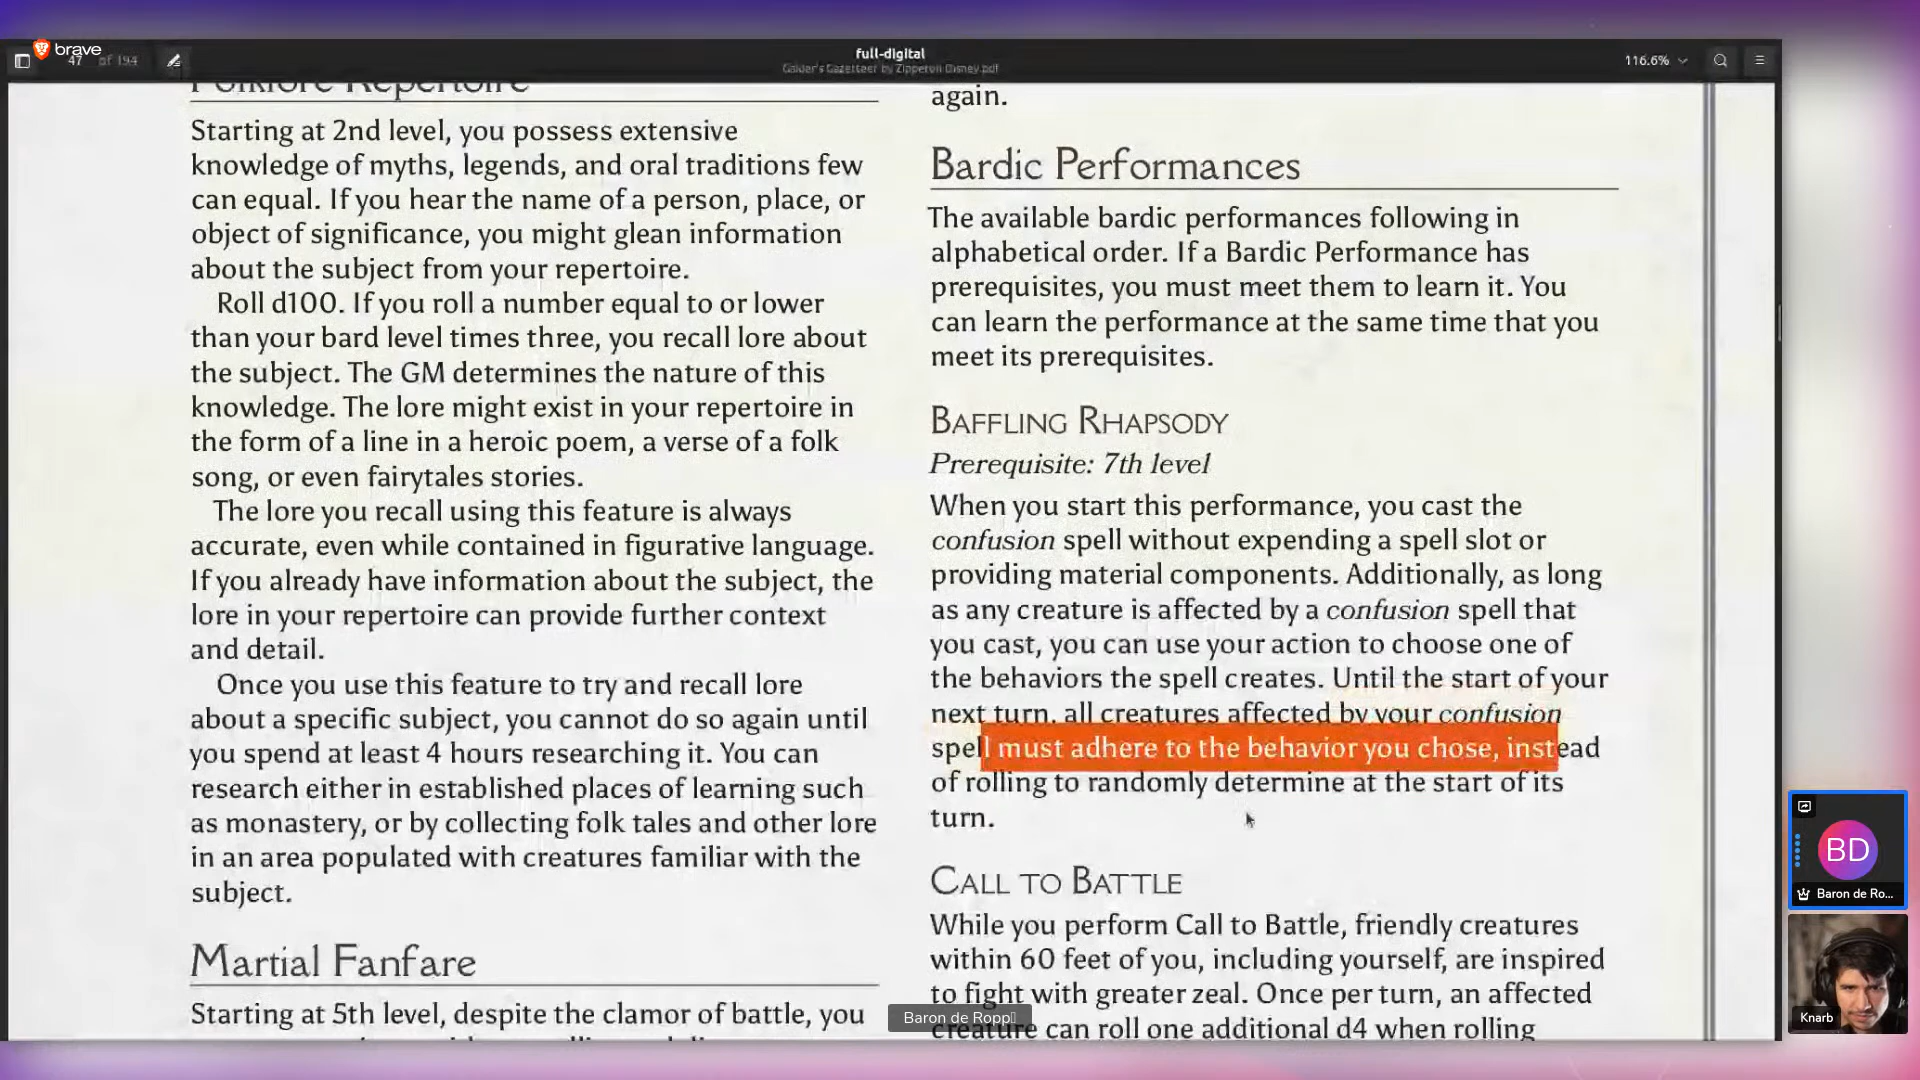 brave
47 of 194
full-digital
Galder's Gazetteer by Zipperon Disney.pdf
116.6%
Folklore Repertoire
Starting at 2nd level, you possess extensive
knowledge of myths, legends, and oral traditions few
can equal. If you hear the name of a person, place, or
object of significance, you might glean information
about the subject from your repertoire.
Roll d100. If you roll a number equal to or lower
than your bard level times three, you recall lore about
the subject. The GM determines the nature of this
knowledge. The lore might exist in your repertoire in
the form of a line in a heroic poem, a verse of a folk
song, or even fairytales stories.
The lore you recall using this feature is always
accurate, even while contained in figurative language.
If you already have information about the subject, the
lore in your repertoire can provide further context
and detail.
Once you use this feature to try and recall lore
about a specific subject, you cannot do so again until
you spend at least 4 hours researching it. You can
research either in established places of learning such
as monastery, or by collecting folk tales and other lore
in an area populated with creatures familiar with the
subject.
Martial Fanfare
Starting at 5th level, despite the clamor of battle, you
again.
Bardic Performances
The available bardic performances following in
alphabetical order. If a Bardic Performance has
prerequisites, you must meet them to learn it. You
can learn the performance at the same time that you
meet its prerequisites.
Baffling Rhapsody
Prerequisite: 7th level
When you start this performance, you cast the
confusion spell without expending a spell slot or
providing material components. Additionally, as long
as any creature is affected by a confusion spell that
you cast, you can use your action to choose one of
the behaviors the spell creates. Until the start of your
next turn, all creatures affected by your confusion
spell must adhere to the behavior you chose, instead
of rolling to randomly determine at the start of its
turn.
Call to Battle
While you perform Call to Battle, friendly creatures
within 60 feet of you, including yourself, are inspired
to fight with greater zeal. Once per turn, an affected
creature can roll one additional d4 when rolling
Baron de Ropp
BD
Baron de Ro...
Knarb